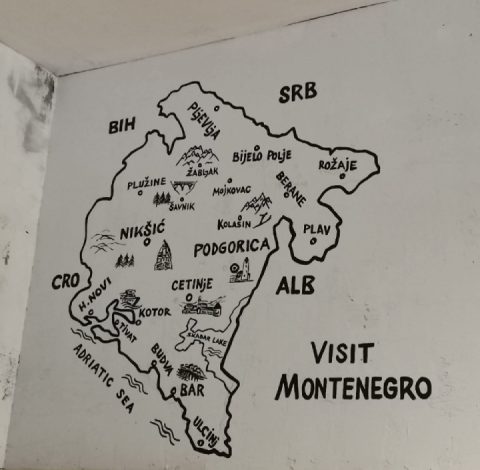 SRB
BIH
PljEVljA
BIJELO POLJE
ROŽAJE
ŽABLJAK
PLUŽINE
ŠAVNIK
MOJKOVAC
BERANE
KOLAŠIN
NIKŠIĆ
PLAV
PODGORICA
CRO
ALB
H.NOVI
CETINJE
KOTOR
TIVAT
SKADAR LAKE
BUDVA
BAR
ADRIATIC SEA
ULCINJ
VISIT
MONTENEGRO